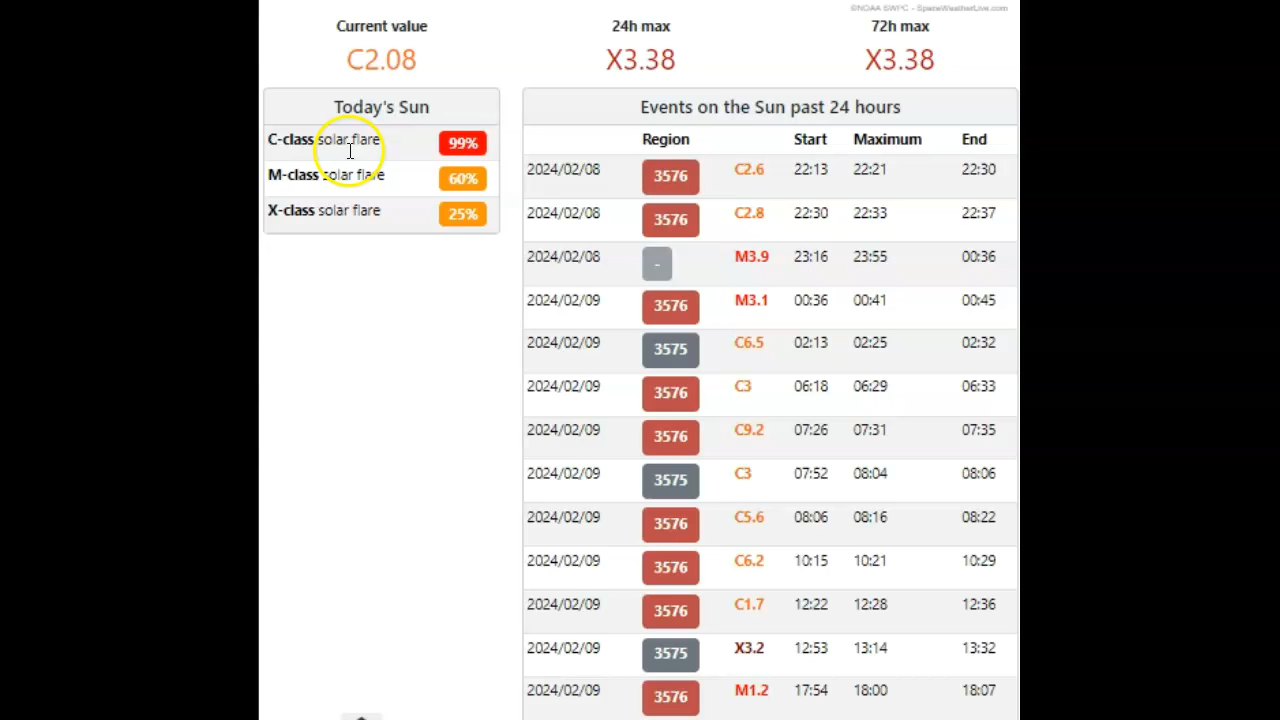 ©NOAA SWPC - SpaceWeatherLive.com
Current value 24h max 72h max
C2.08 X3.38 X3.38
Today's Sun
C-class solar flare 99%
M-class solar flare 60%
X-class solar flare 25%
Events on the Sun past 24 hours
Region Start Maximum End
2024/02/08 3576 C2.6 22:13 22:21 22:30
2024/02/08 3576 C2.8 22:30 22:33 22:37
2024/02/08 - M3.9 23:16 23:55 00:36
2024/02/09 3576 M3.1 00:36 00:41 00:45
2024/02/09 3575 C6.5 02:13 02:25 02:32
2024/02/09 3576 C3 06:18 06:29 06:33
2024/02/09 3576 C9.2 07:26 07:31 07:35
2024/02/09 3575 C3 07:52 08:04 08:06
2024/02/09 3576 C5.6 08:06 08:16 08:22
2024/02/09 3576 C6.2 10:15 10:21 10:29
2024/02/09 3576 C1.7 12:22 12:28 12:36
2024/02/09 3575 X3.2 12:53 13:14 13:32
2024/02/09 3576 M1.2 17:54 18:00 18:07